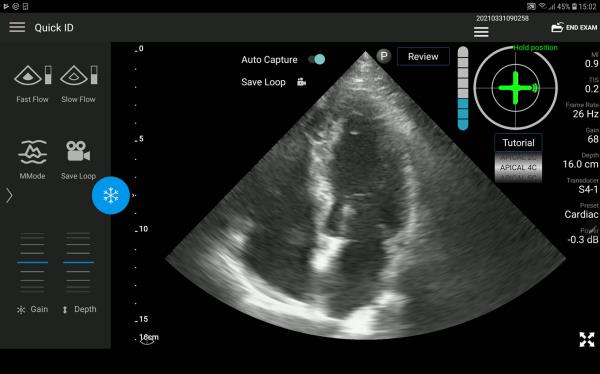 45% 15:02
Quick ID
20210331090258
END EXAM
Hold position
Auto Capture
Save Loop
P
Review
Fast Flow
Slow Flow
MMode
Save Loop
Gain
Depth
0
5
10
15
16cm
Tutorial
APICAL 2C
APICAL 4C
MI
0.9
TIS
0.2
Frame Rate
26 Hz
Gain
68
Depth
16.0 cm
Transducer
S4-1
Preset
Cardiac
Power
-0.3 dB